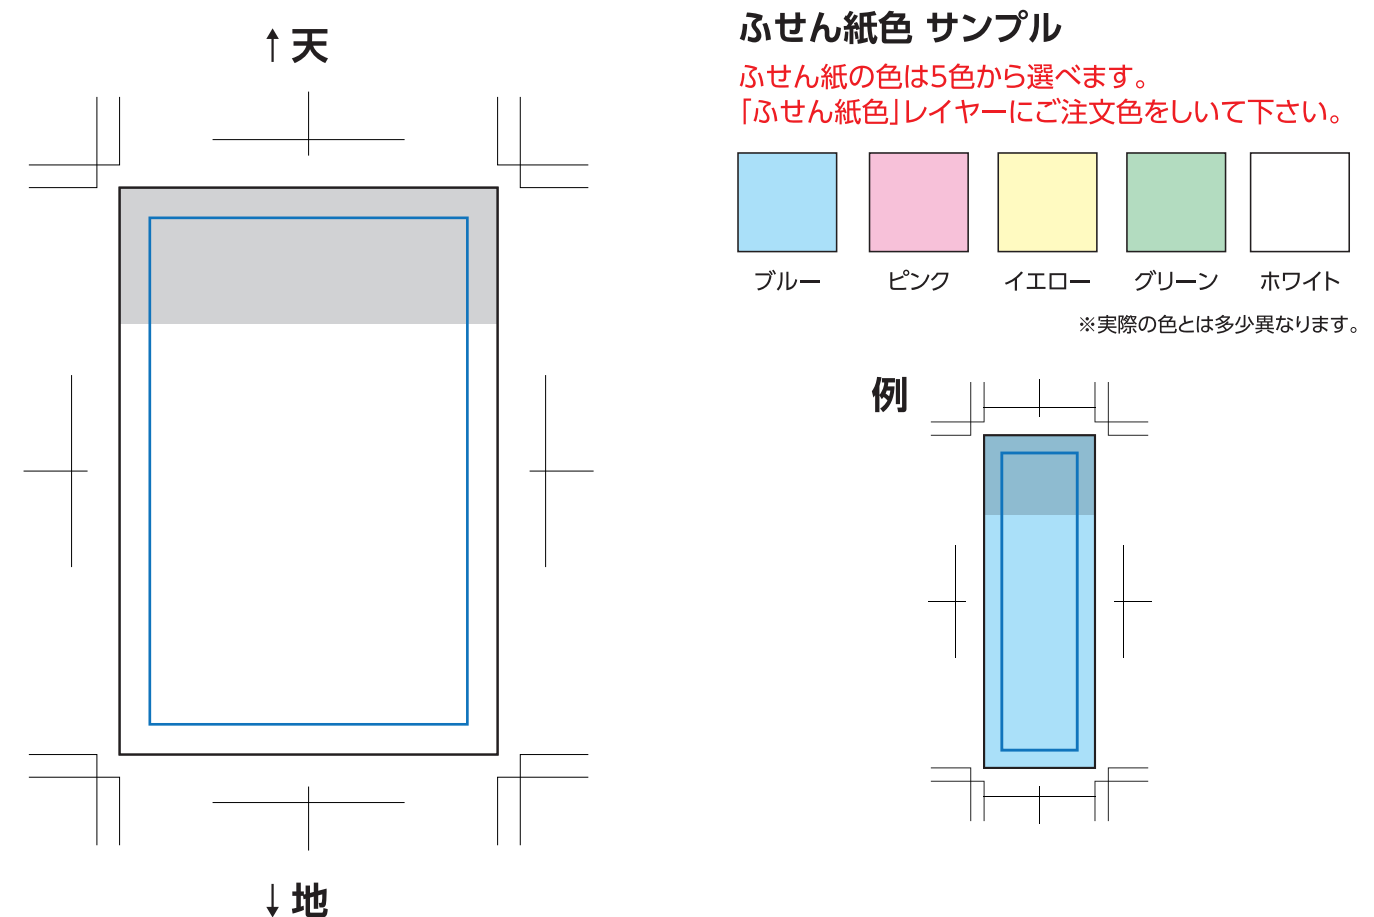 ↑天
↓地
ふせん紙色 サンプル
ふせん紙の色は5色から選べます。
「ふせん紙色」レイヤーにご注文色をしいて下さい。
ブルー ピンク イエロー グリーン ホワイト
※実際の色とは多少異なります。
例